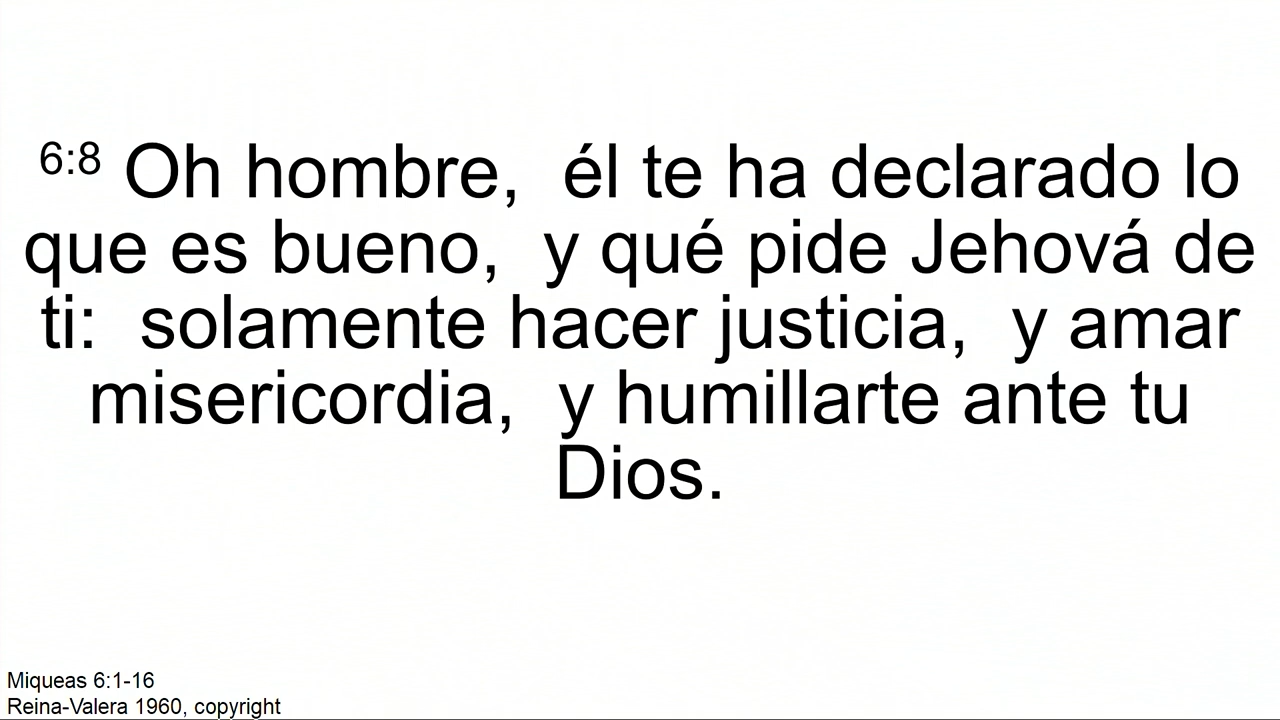 6:8 Oh hombre,  él te ha declarado lo
que es bueno,  y qué pide Jehová de
ti:  solamente hacer justicia,  y amar
misericordia,  y humillarte ante tu
Dios.
Miqueas 6:1-16
Reina-Valera 1960, copyright